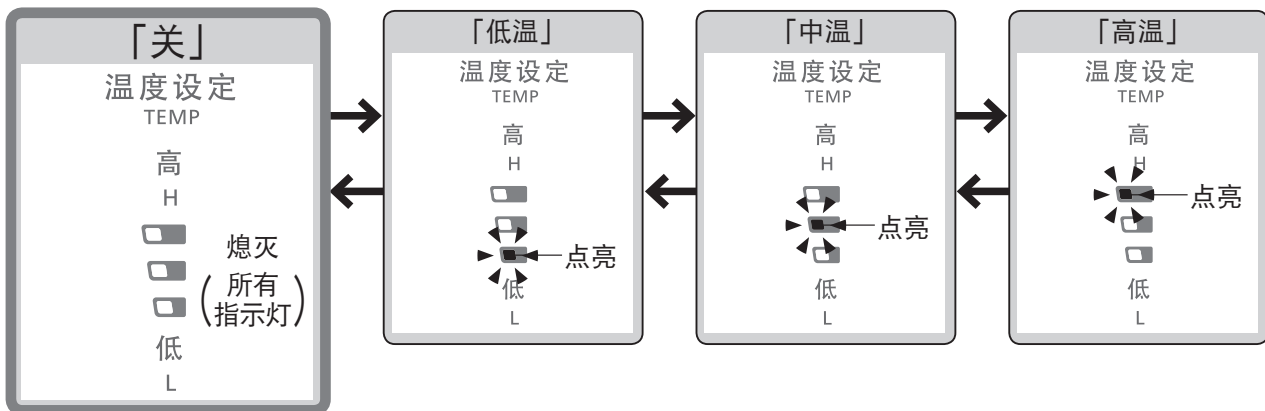 「关」
温度设定
TEMP
高
H
熄灭
(所有
指示灯)
低
L
「低温」
温度设定
TEMP
高
H
点亮
低
L
「中温」
温度设定
TEMP
高
H
点亮
低
L
「高温」
温度设定
TEMP
高
H
点亮
低
L